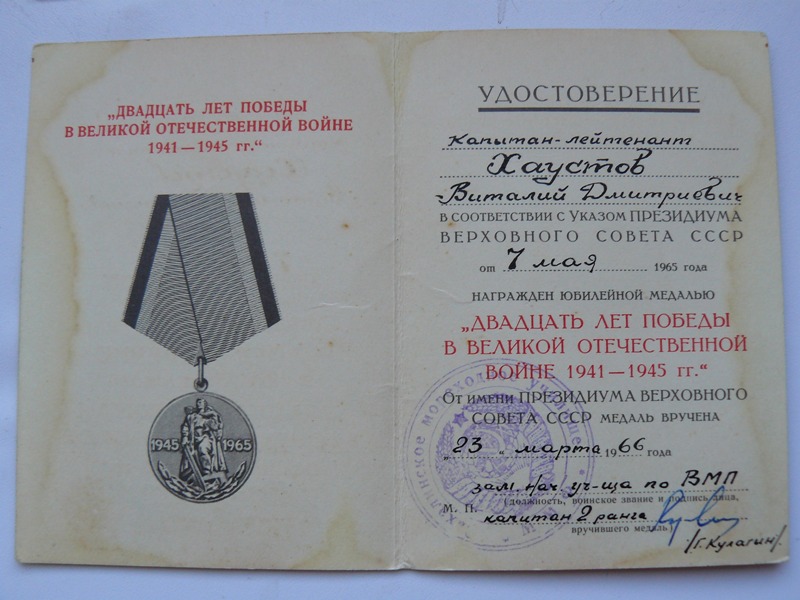 „ДВАДЦАТЬ ЛЕТ ПОБЕДЫ
В ВЕЛИКОЙ ОТЕЧЕСТВЕННОЙ ВОЙНЕ
1941 — 1945 гг.“
1945 1965
УДОСТОВЕРЕНИЕ
капитан-лейтенант
Хаустов
Виталий Дмитриевич
В СООТВЕТСТВИИ С УКАЗОМ ПРЕЗИДИУМА
ВЕРХОВНОГО СОВЕТА СССР
от 7 мая 1965 года
НАГРАЖДЕН ЮБИЛЕЙНОЙ МЕДАЛЬЮ
„ДВАДЦАТЬ ЛЕТ ПОБЕДЫ
В ВЕЛИКОЙ ОТЕЧЕСТВЕННОЙ
ВОЙНЕ 1941 — 1945 гг.“
От имени ПРЕЗИДИУМА ВЕРХОВНОГО
СОВЕТА СССР МЕДАЛЬ ВРУЧЕНА
„23“ марта 1966 года
зам. нач. уч-ща по ВМП
(должность, воинское звание и подпись лица,
М. П. капитан 2 ранга
вручившего медаль)
/Г. Кулагин/
мореходное училище